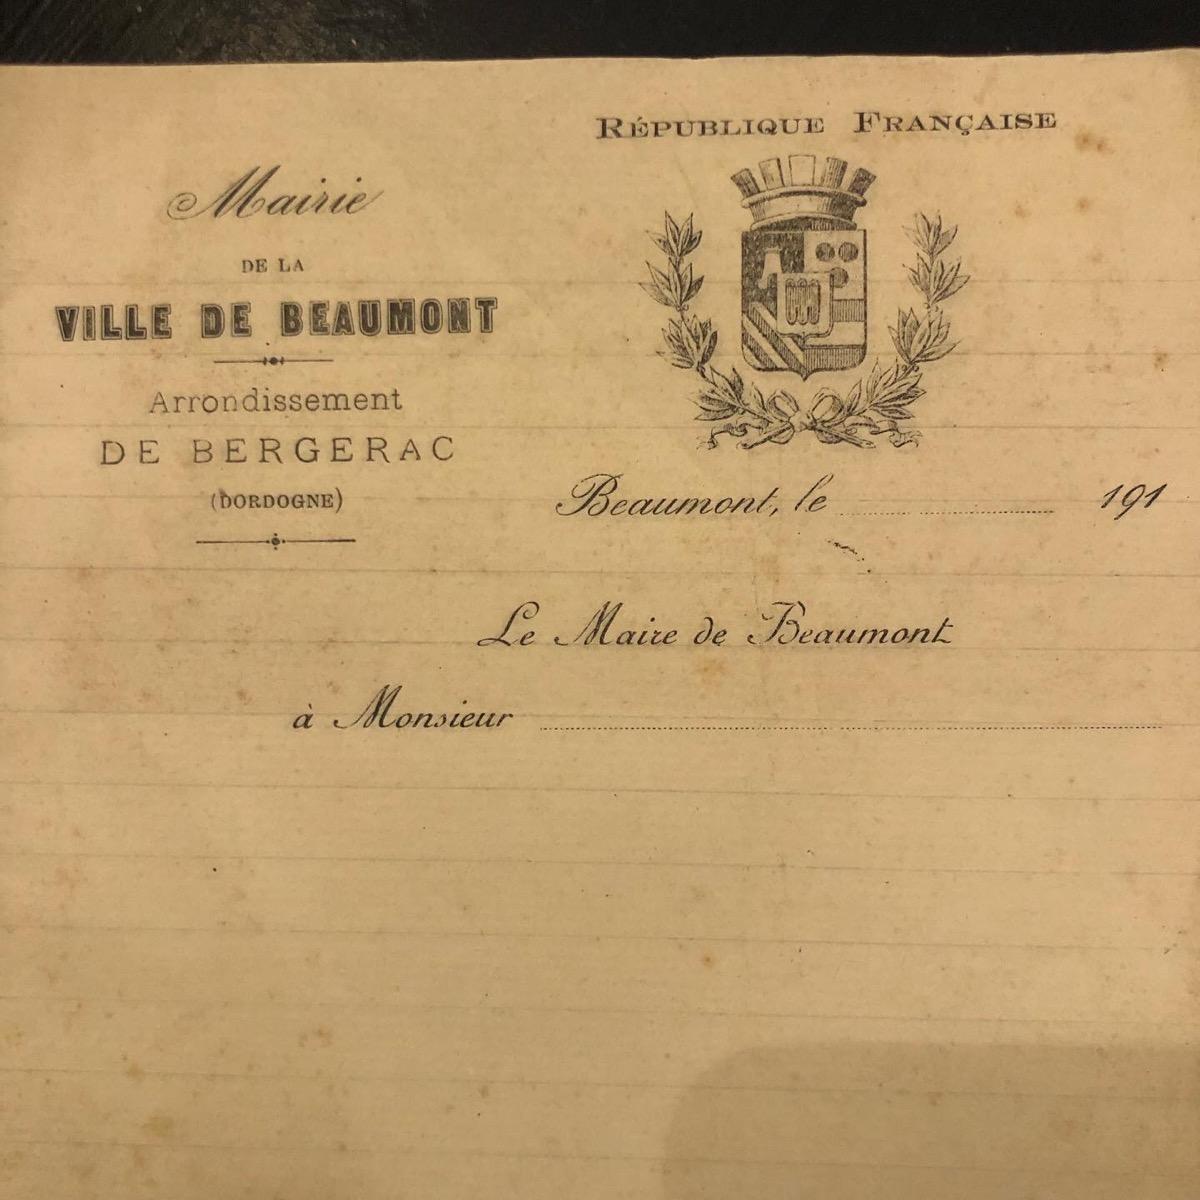 RÉPUBLIQUE FRANÇAISE
Mairie
DE LA
VILLE DE BEAUMONT
Arrondissement
DE BERGERAC
(DORDOGNE)
Beaumont, le 191
Le Maire de Beaumont
à Monsieur